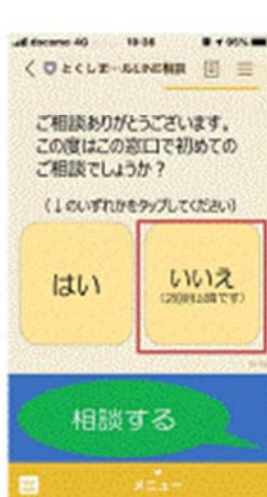 docomo 4G 10:36 95%
とくしま…ルLINE相談
ご相談ありがとうございます。
この度はこの窓口で初めての
ご相談でしょうか？
（↓のいずれかをタップしてください）
はい
いいえ
(2回目以降です)
相談する
メニュー